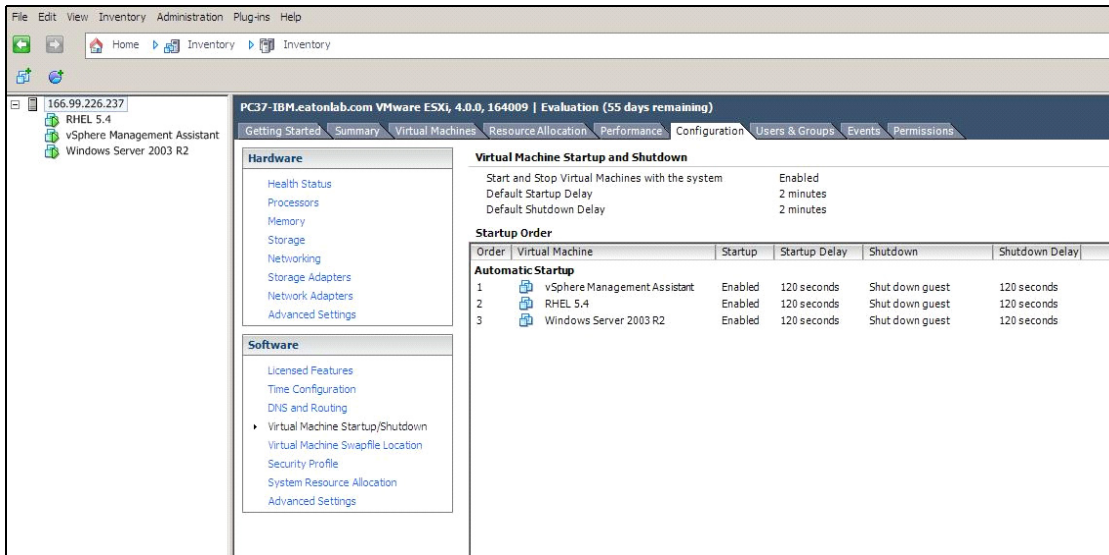 File Edit View Inventory Administration Plug-ins Help
Home Inventory Inventory
166.99.226.237
RHEL 5.4
vSphere Management Assistant
Windows Server 2003 R2
PC37-IBM.eatonlab.com VMware ESXi, 4.0.0, 164009 | Evaluation (55 days remaining)
Getting Started Summary Virtual Machines Resource Allocation Performance Configuration Users & Groups Events Permissions
Hardware
Health Status
Processors
Memory
Storage
Networking
Storage Adapters
Network Adapters
Advanced Settings
Software
Licensed Features
Time Configuration
DNS and Routing
Virtual Machine Startup/Shutdown
Virtual Machine Swapfile Location
Security Profile
System Resource Allocation
Advanced Settings
Virtual Machine Startup and Shutdown
Start and Stop Virtual Machines with the system Enabled
Default Startup Delay 2 minutes
Default Shutdown Delay 2 minutes
Startup Order
Order Virtual Machine Startup Startup Delay Shutdown Shutdown Delay
Automatic Startup
1 vSphere Management Assistant Enabled 120 seconds Shut down guest 120 seconds
2 RHEL 5.4 Enabled 120 seconds Shut down guest 120 seconds
3 Windows Server 2003 R2 Enabled 120 seconds Shut down guest 120 seconds